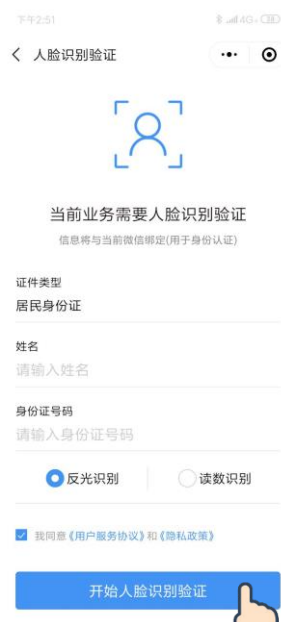 下午2:51
4G
人脸识别验证
当前业务需要人脸识别验证
信息将与当前微信绑定(用于身份认证)
证件类型
居民身份证
姓名
请输入姓名
身份证号码
请输入身份证号码
反光识别 读数识别
我同意《用户服务协议》和《隐私政策》
开始人脸识别验证